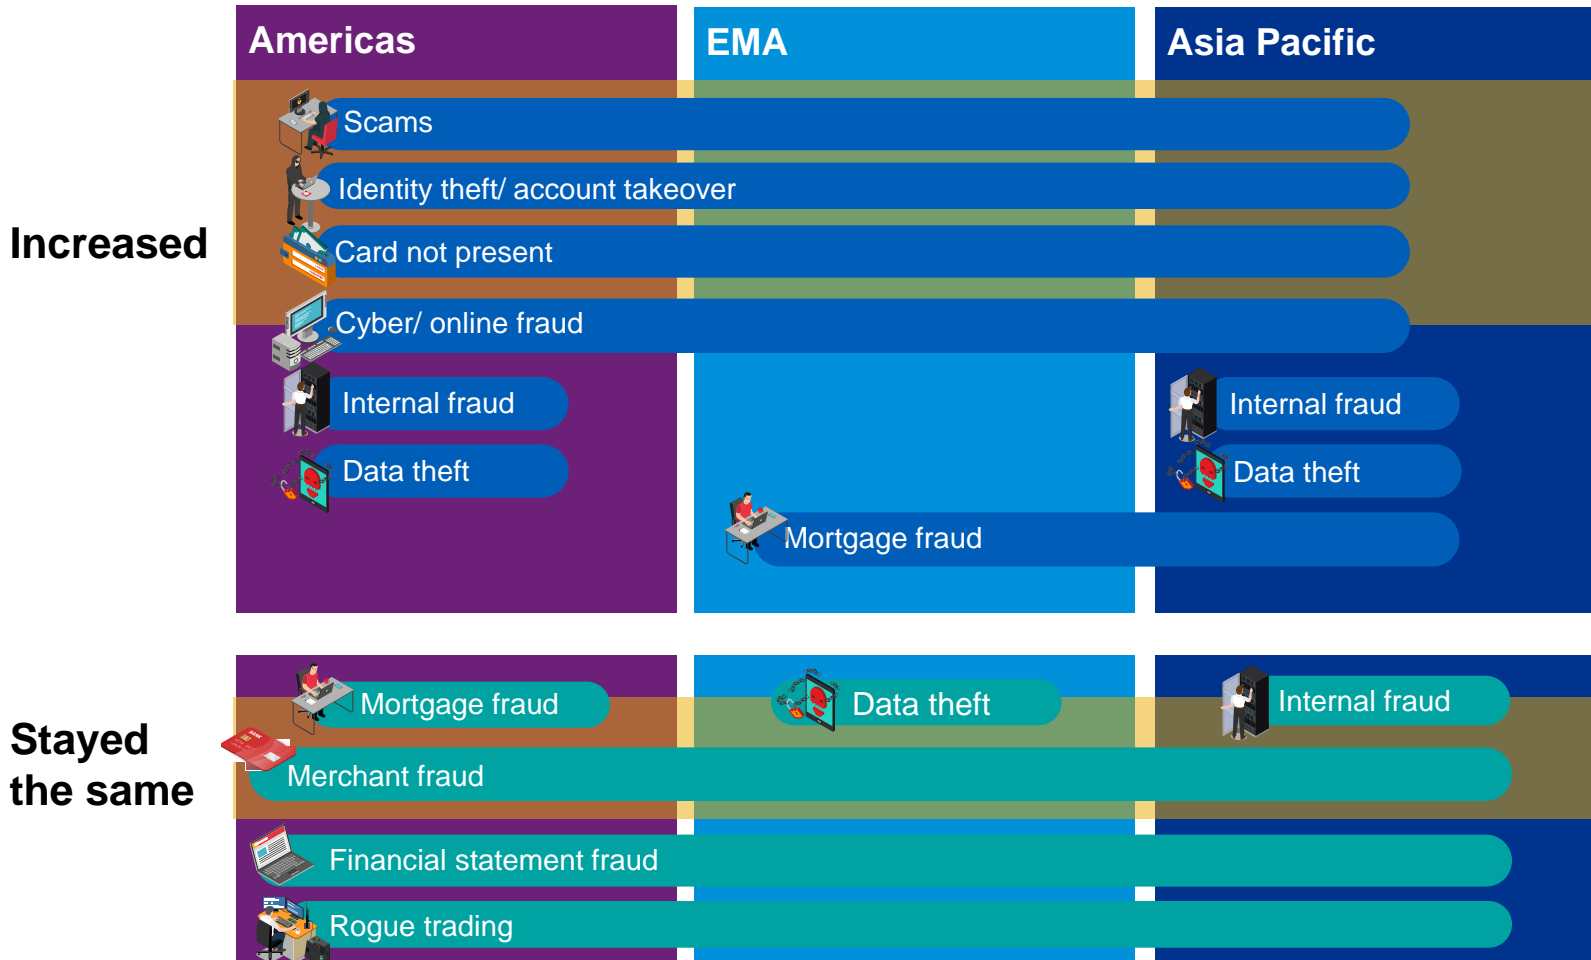 Americas
EMA
Asia Pacific
Increased
Scams
Identity theft/ account takeover
Card not present
Cyber/ online fraud
Internal fraud
Internal fraud
Data theft
Data theft
Mortgage fraud
Stayed
the same
Mortgage fraud
Data theft
Internal fraud
BANK
Merchant fraud
Financial statement fraud
Rogue trading